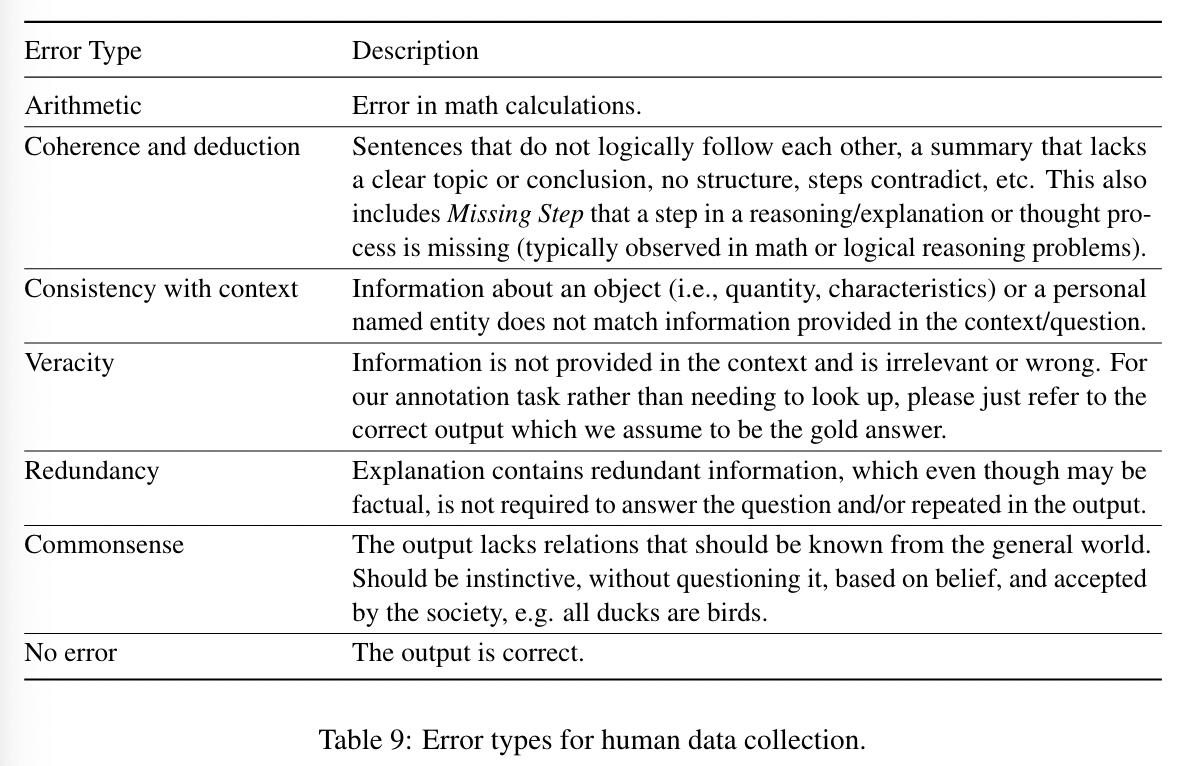 Error Type Description
Arithmetic Error in math calculations.
Coherence and deduction Sentences that do not logically follow each other, a summary that lacks
a clear topic or conclusion, no structure, steps contradict, etc. This also
includes Missing Step that a step in a reasoning/explanation or thought pro-
cess is missing (typically observed in math or logical reasoning problems).
Consistency with context Information about an object (i.e., quantity, characteristics) or a personal
named entity does not match information provided in the context/question.
Veracity Information is not provided in the context and is irrelevant or wrong. For
our annotation task rather than needing to look up, please just refer to the
correct output which we assume to be the gold answer.
Redundancy Explanation contains redundant information, which even though may be
factual, is not required to answer the question and/or repeated in the output.
Commonsense The output lacks relations that should be known from the general world.
Should be instinctive, without questioning it, based on belief, and accepted
by the society, e.g. all ducks are birds.
No error The output is correct.
Table 9: Error types for human data collection.